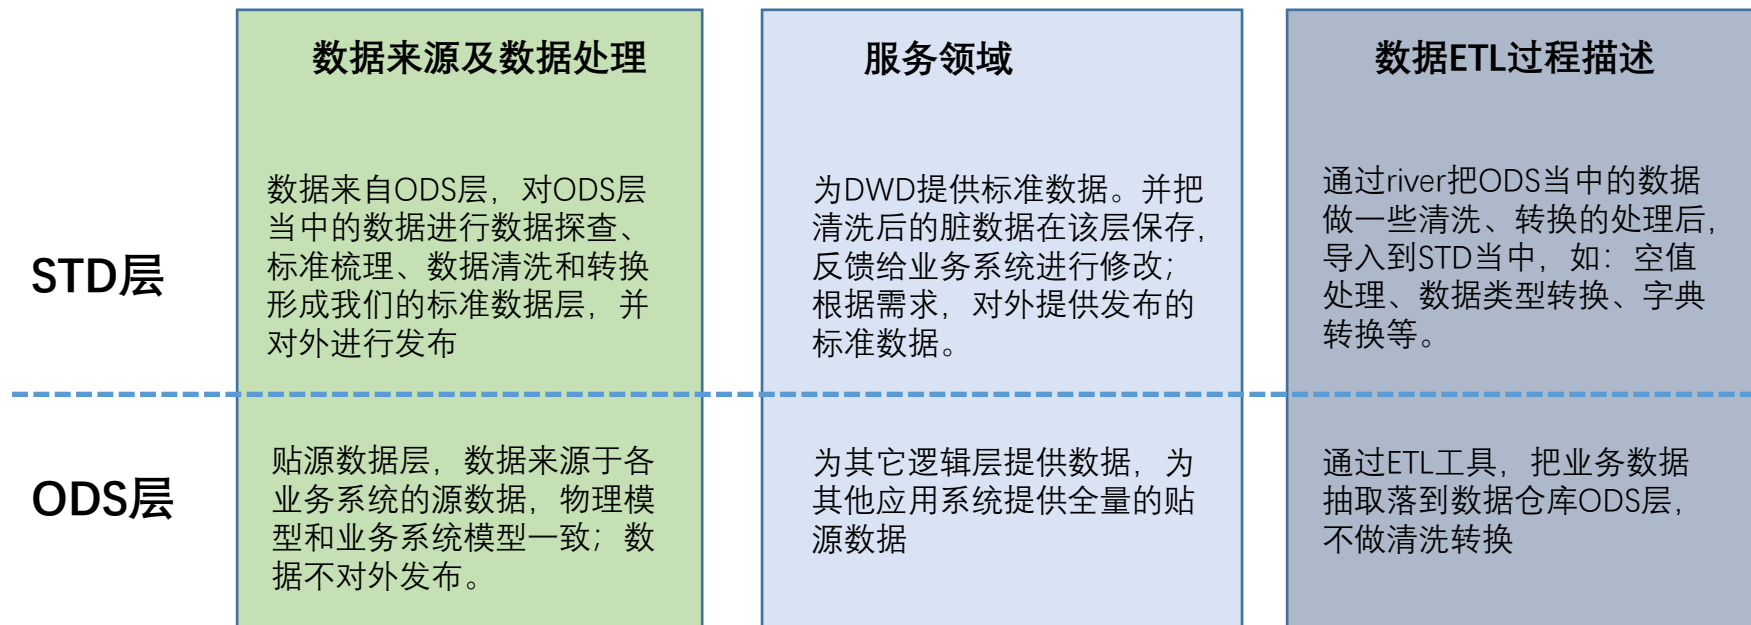 数据来源及数据处理
服务领域
数据ETL过程描述
STD层
数据来自ODS层，对ODS层
当中的数据进行数据探查、
标准梳理、数据清洗和转换
形成我们的标准数据层，并
对外进行发布
为DWD提供标准数据。并把
清洗后的脏数据在该层保存，
反馈给业务系统进行修改；
根据需求，对外提供发布的
标准数据。
通过river把ODS当中的数据
做一些清洗、转换的处理后，
导入到STD当中，如：空值
处理、数据类型转换、字典
转换等。
ODS层
贴源数据层，数据来源于各
业务系统的源数据，物理模
型和业务系统模型一致；数
据不对外发布。
为其它逻辑层提供数据，为
其他应用系统提供全量的贴
源数据
通过ETL工具，把业务数据
抽取落到数据仓库ODS层，
不做清洗转换